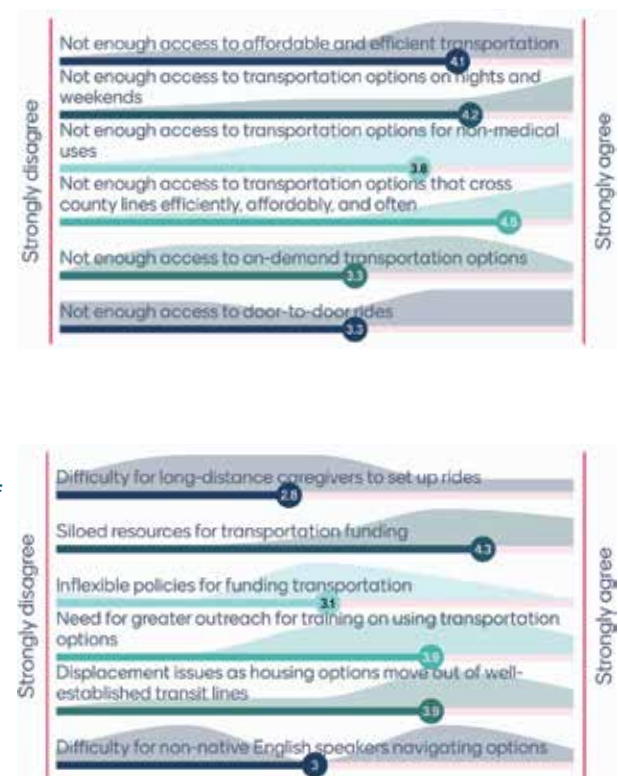 Strongly disagree
Not enough access to affordable and efficient transportation
4.1
Not enough access to transportation options on nights and
weekends
4.2
Not enough access to transportation options for non-medical
uses
3.8
Not enough access to transportation options that cross
county lines efficiently, affordably, and often
4.5
Not enough access to on-demand transportation options
3.3
Not enough access to door-to-door rides
3.3
Strongly agree
Strongly disagree
Difficulty for long-distance caregivers to set up rides
2.8
Siloed resources for transportation funding
4.3
Inflexible policies for funding transportation
3.1
Need for greater outreach for training on using transportation
options
3.9
Displacement issues as housing options move out of well-
established transit lines
3.9
Difficulty for non-native English speakers navigating options
3
Strongly agree